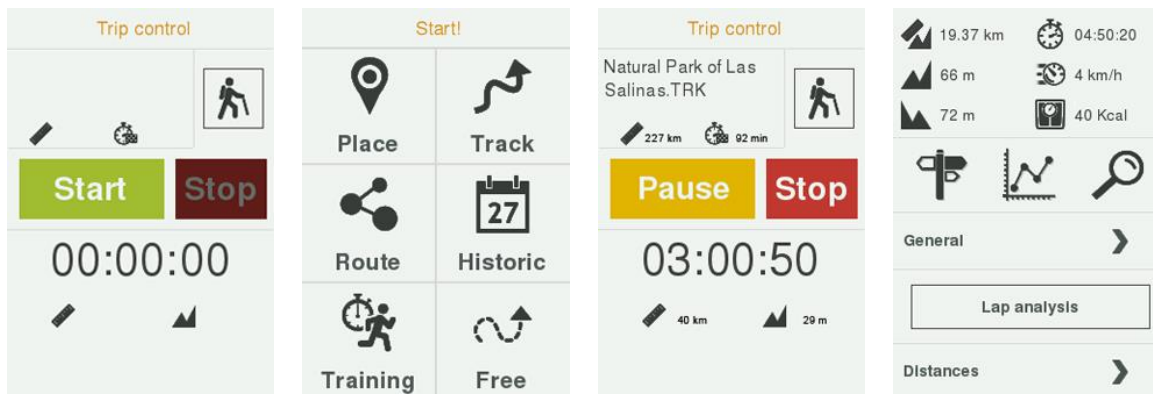 Trip control
Start
Stop
00:00:00
Start!
Place
Track
Route
27
Historic
Training
Free
Trip control
Natural Park of Las
Salinas.TRK
227 km
92 min
Pause
Stop
03:00:50
40 km
29 m
19.37 km
04:50:20
66 m
4 km/h
72 m
40 Kcal
General
Lap analysis
Distances